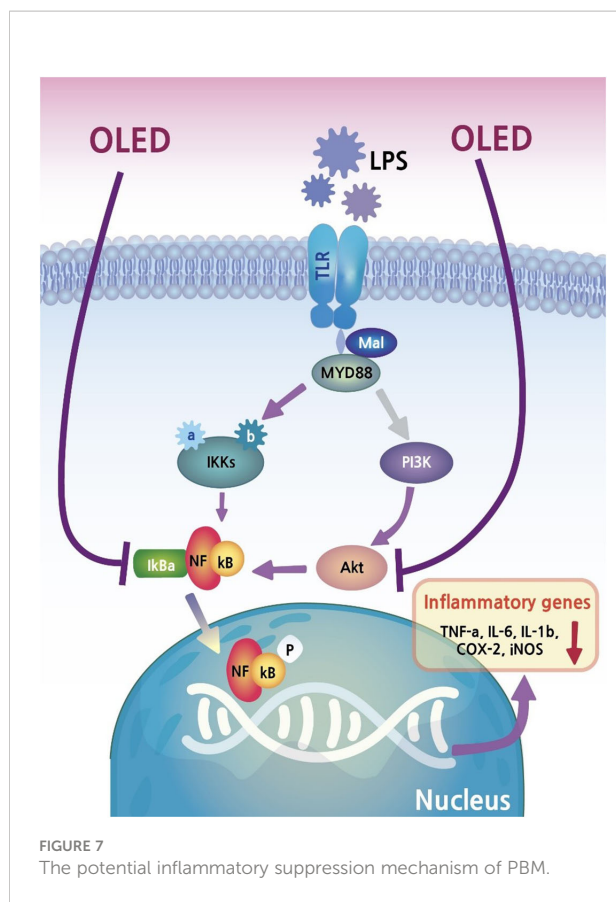 OLED
OLED
LPS
TLR
Mal
MYD88
a
b
IKKs
PI3K
IkBa
NF
kB
Akt
Inflammatory genes
TNF-a, IL-6, IL-1b,
COX-2, iNOS
P
NF
kB
Nucleus
FIGURE 7
The potential inflammatory suppression mechanism of PBM.